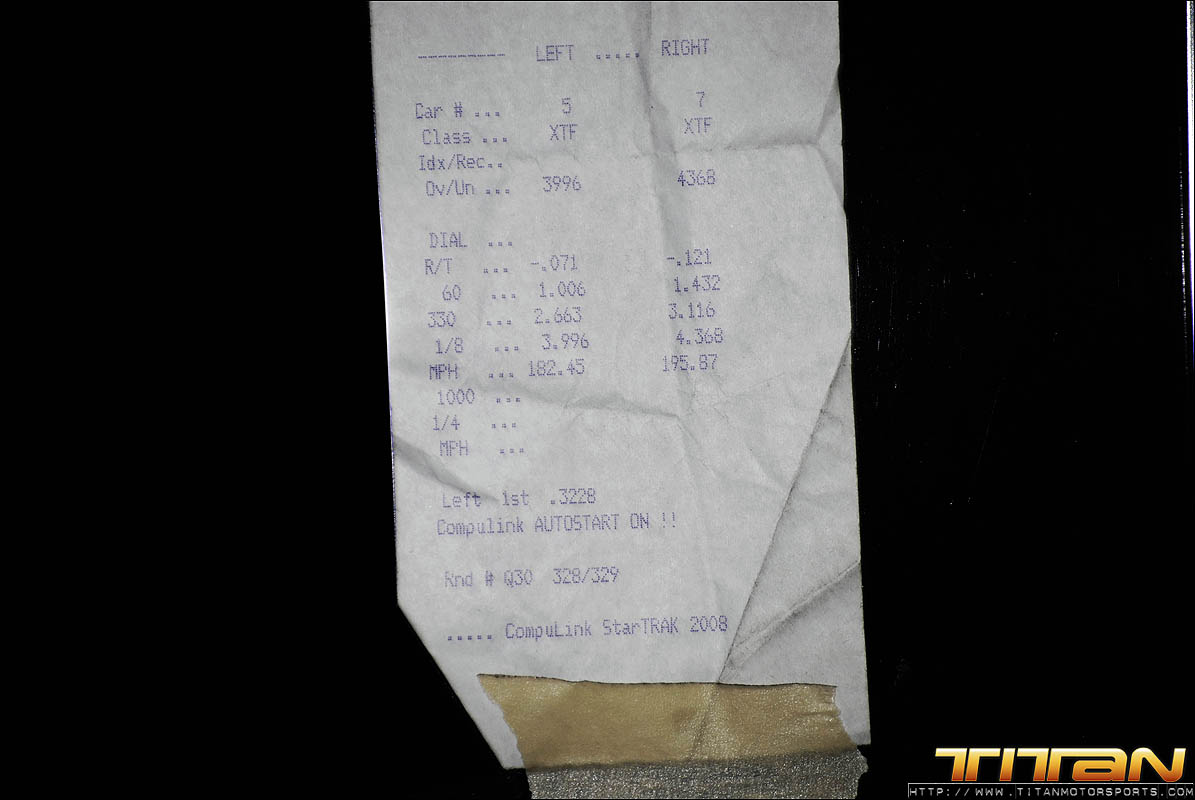 ---------- LEFT ..... RIGHT
Car # ... 5 7
Class ... XTF XTF
Idx/Rec..
Ov/Un ... 3996 4368
DIAL ...
R/T ... -.071 -.121
60 ... 1.006 1.432
330 ... 2.663 3.116
1/8 ... 3.996 4.368
MPH ... 182.45 195.87
1000 ...
1/4 ...
MPH ...
Left 1st .3228
Compulink AUTOSTART ON !!
Rnd # Q30 328/329
..... CompuLink StarTRAK 2008
TITAN
HTTP://WWW.TITANMOTORSPORTS.COM